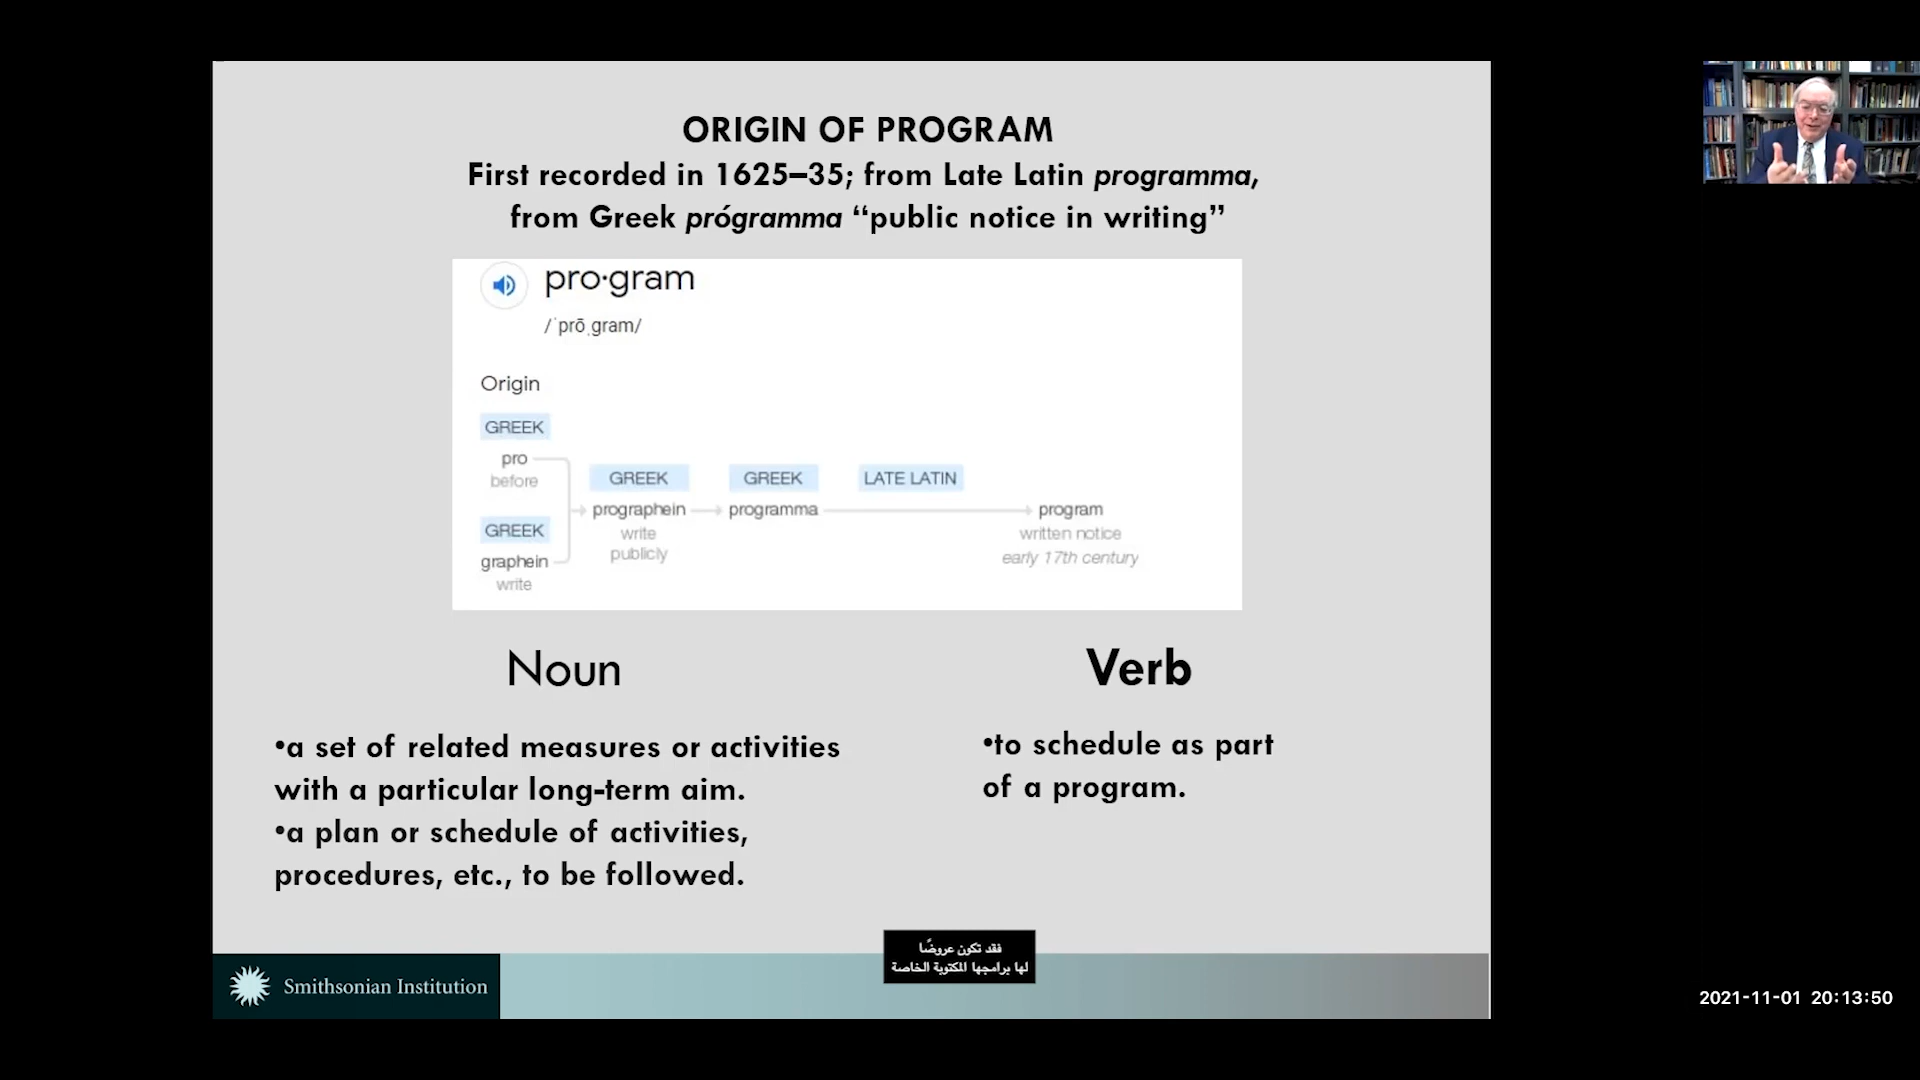 ORIGIN OF PROGRAM
First recorded in 1625–35; from Late Latin programma,
from Greek prógramma “public notice in writing”
pro·gram
/ˈprōˌgram/
Origin
GREEK
pro
before
GREEK
graphein
write
GREEK
prographein
write
publicly
GREEK
programma
LATE LATIN
program
written notice
early 17th century
Noun
•a set of related measures or activities
with a particular long-term aim.
•a plan or schedule of activities,
procedures, etc., to be followed.
Verb
•to schedule as part
of a program.
فقد تكون عروضًا
لها برامجها المكتوبة الخاصة
Smithsonian Institution
2021-11-01 20:13:50